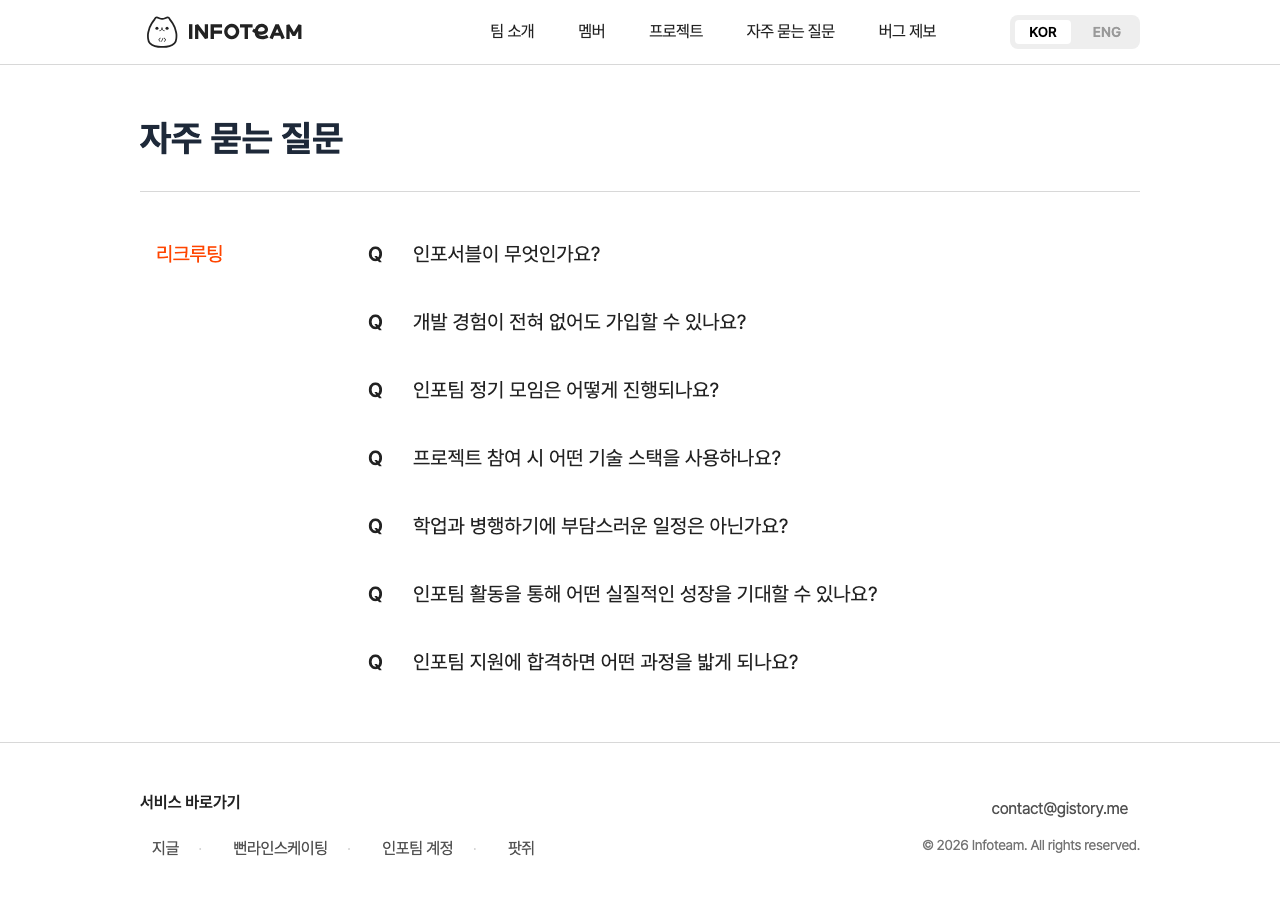 INFOTEAM
팀 소개
멤버
프로젝트
자주 묻는 질문
버그 제보
KOR
ENG
자주 묻는 질문
리크루팅
Q 인포서블이 무엇인가요?
Q 개발 경험이 전혀 없어도 가입할 수 있나요?
Q 인포팀 정기 모임은 어떻게 진행되나요?
Q 프로젝트 참여 시 어떤 기술 스택을 사용하나요?
Q 학업과 병행하기에 부담스러운 일정은 아닌가요?
Q 인포팀 활동을 통해 어떤 실질적인 성장을 기대할 수 있나요?
Q 인포팀 지원에 합격하면 어떤 과정을 밟게 되나요?
서비스 바로가기
지글 · 뻔라인스케이팅 · 인포팀 계정 · 팟쥐
contact@gistory.me
© 2026 Infoteam. All rights reserved.